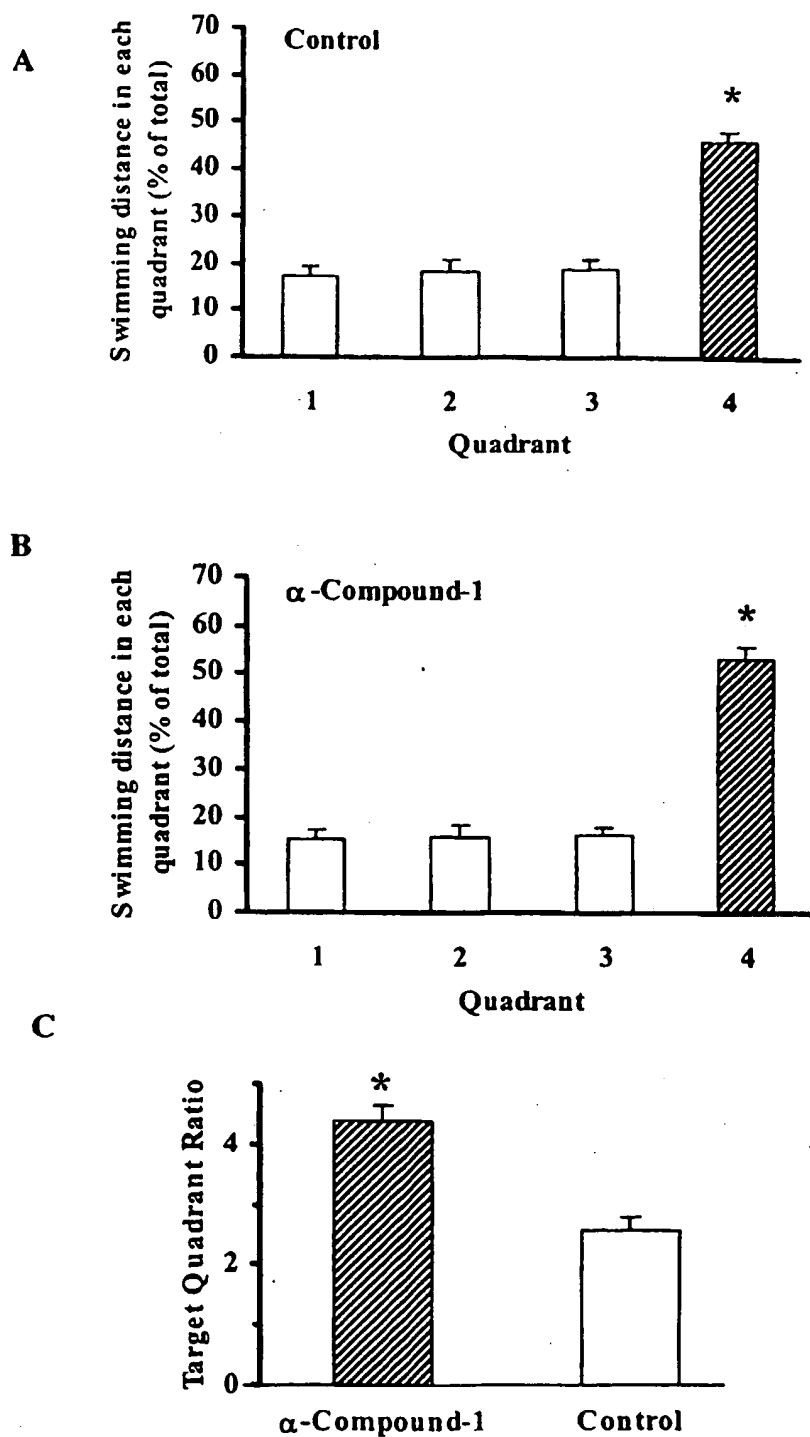 A
Control
Swimming distance in each
quadrant (% of total)
70
60
50
40
30
20
10
0
*
1 2 3 4
Quadrant
B
α-Compound-1
Swimming distance in each
quadrant (% of total)
70
60
50
40
30
20
10
0
*
1 2 3 4
Quadrant
C
Target Quadrant Ratio
4
2
0
*
α-Compound-1 Control